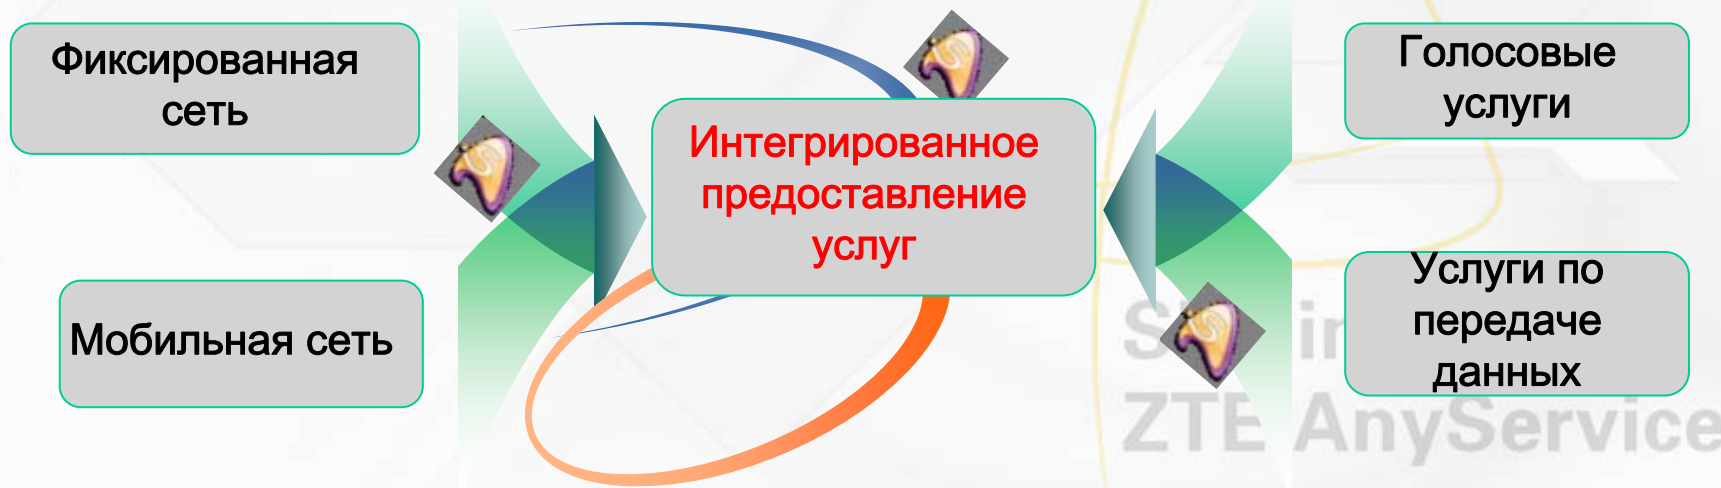 Фиксированная
сеть
Мобильная сеть
Интегрированное
предоставление
услуг
Голосовые
услуги
Услуги по
передаче
данных
ZTE AnyService